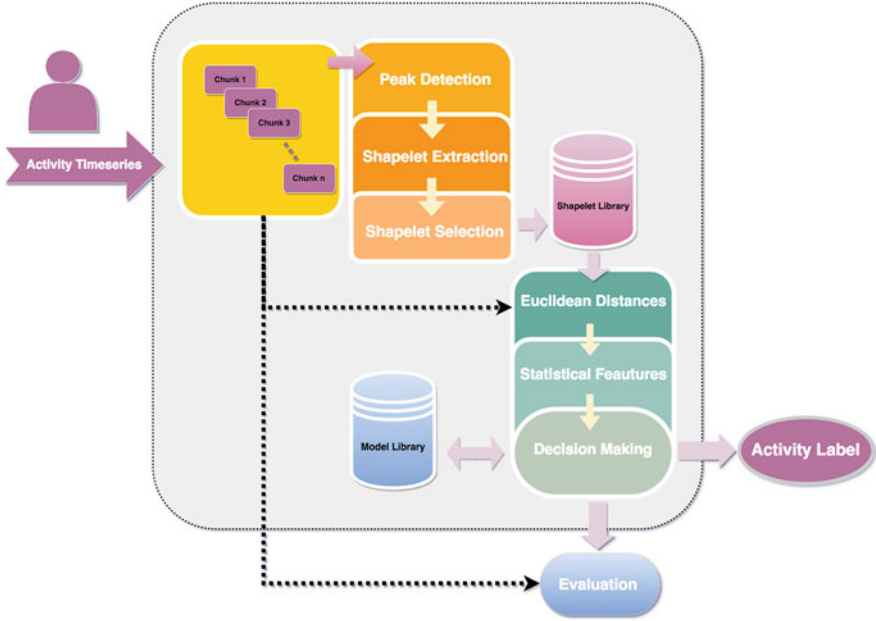 Activity Timeseries
Chunk 1
Chunk 2
Chunk 3
Chunk n
Peak Detection
Shapelet Extraction
Shapelet Selection
Shapelet Library
Euclidean Distances
Statistical Feautures
Decision Making
Model Library
Activity Label
Evaluation